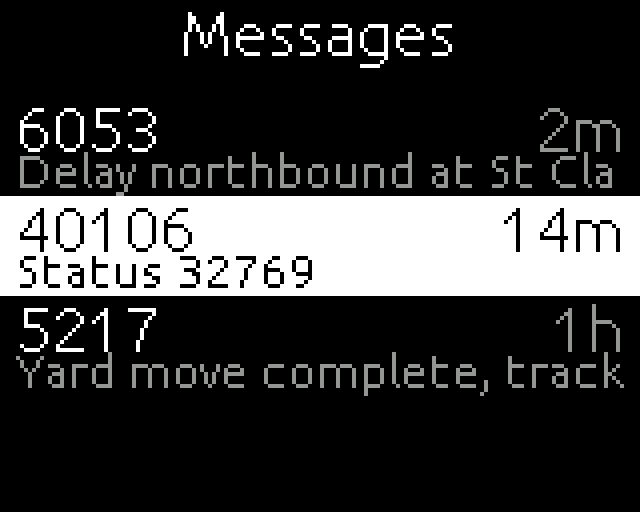 Messages
6053 2m
Delay northbound at St Cla
40106 14m
Status 32769
5217 1h
Yard move complete, track